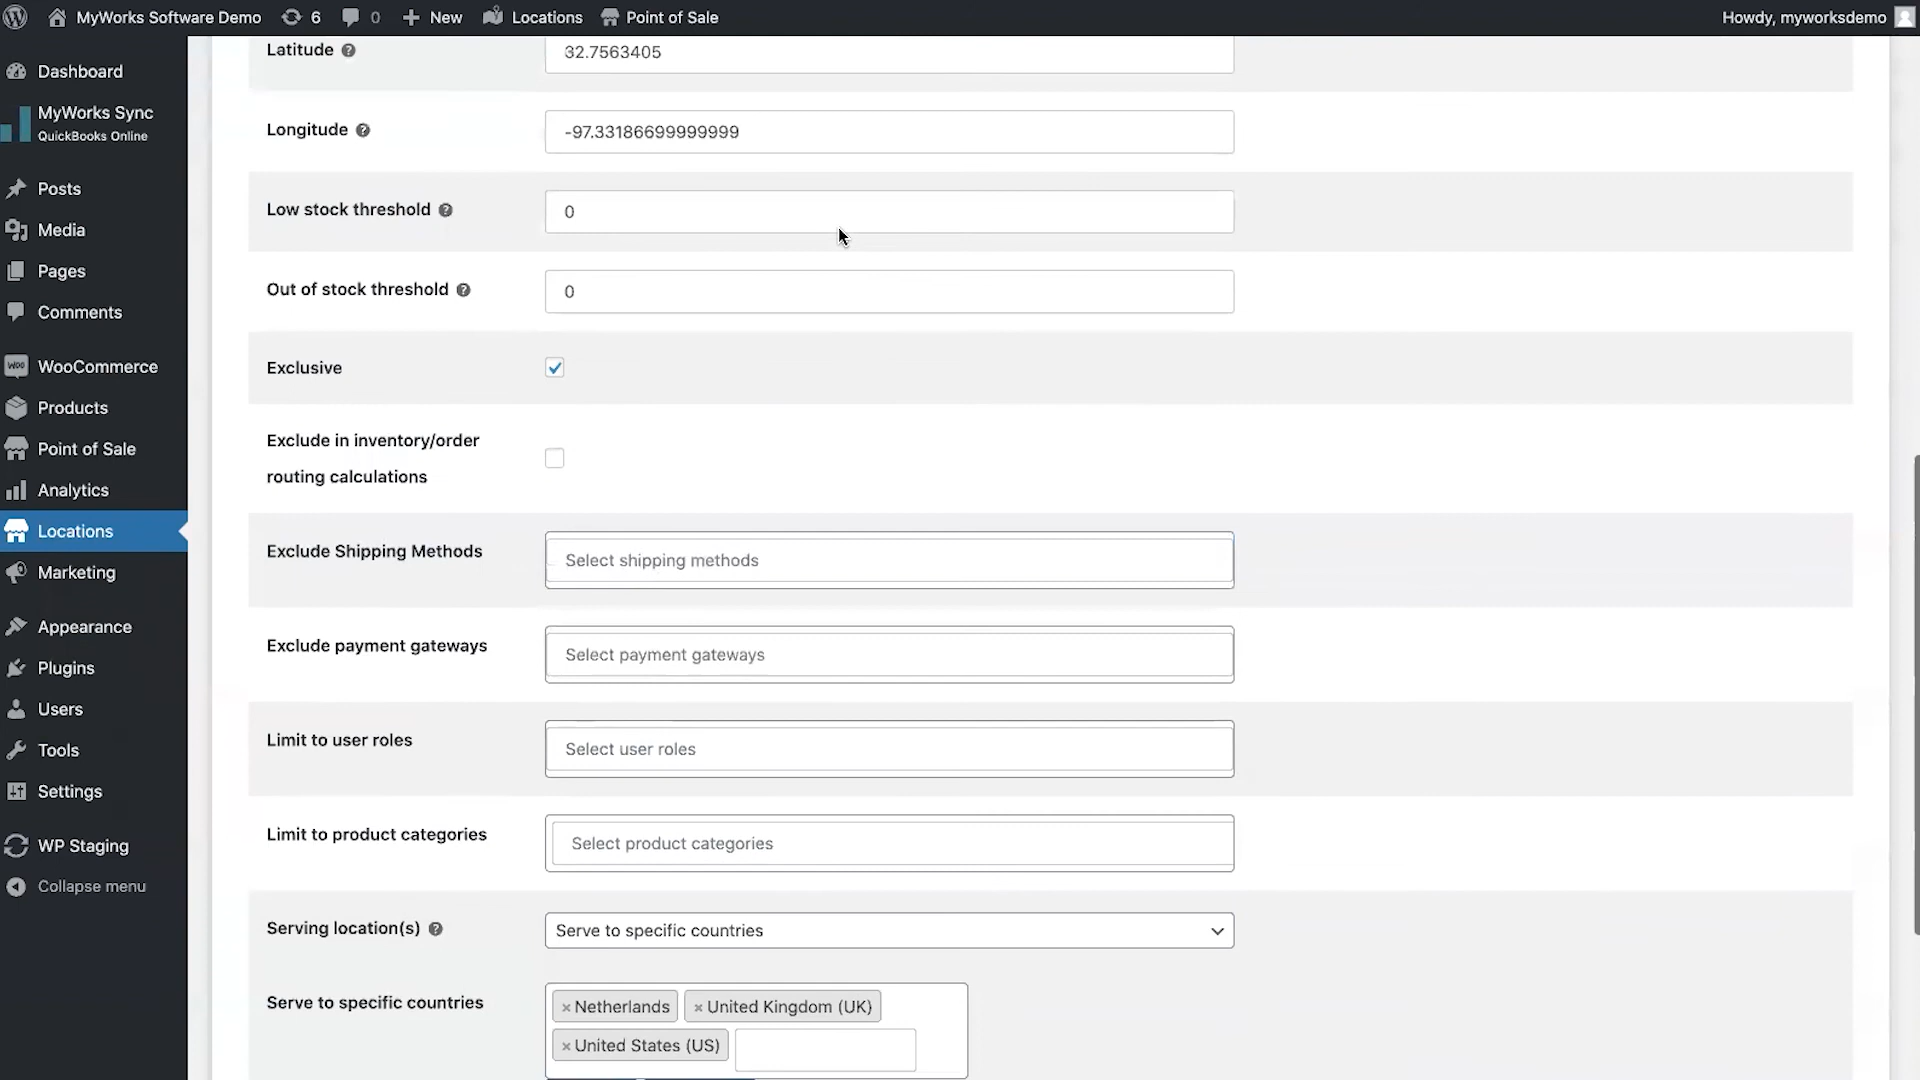 MyWorks Software Demo 6 0 New Locations Point of Sale Howdy, myworksdemo
Dashboard
MyWorks Sync
QuickBooks Online
Posts
Media
Pages
Comments
WooCommerce
Products
Point of Sale
Analytics
Locations
Marketing
Appearance
Plugins
Users
Tools
Settings
WP Staging
Collapse menu
Latitude ? 32.7563405
Longitude ? -97.33186699999999
Low stock threshold ? 0
Out of stock threshold ? 0
Exclusive
Exclude in inventory/order
routing calculations
Exclude Shipping Methods Select shipping methods
Exclude payment gateways Select payment gateways
Limit to user roles Select user roles
Limit to product categories Select product categories
Serving location(s) ? Serve to specific countries
Serve to specific countries ×Netherlands ×United Kingdom (UK)
×United States (US)